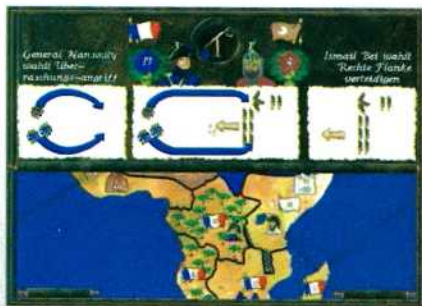 General Nansouty
wählt Über-
raschungs-angriff
Ismail Bei wählt
Rechte Flanke
verteidigen